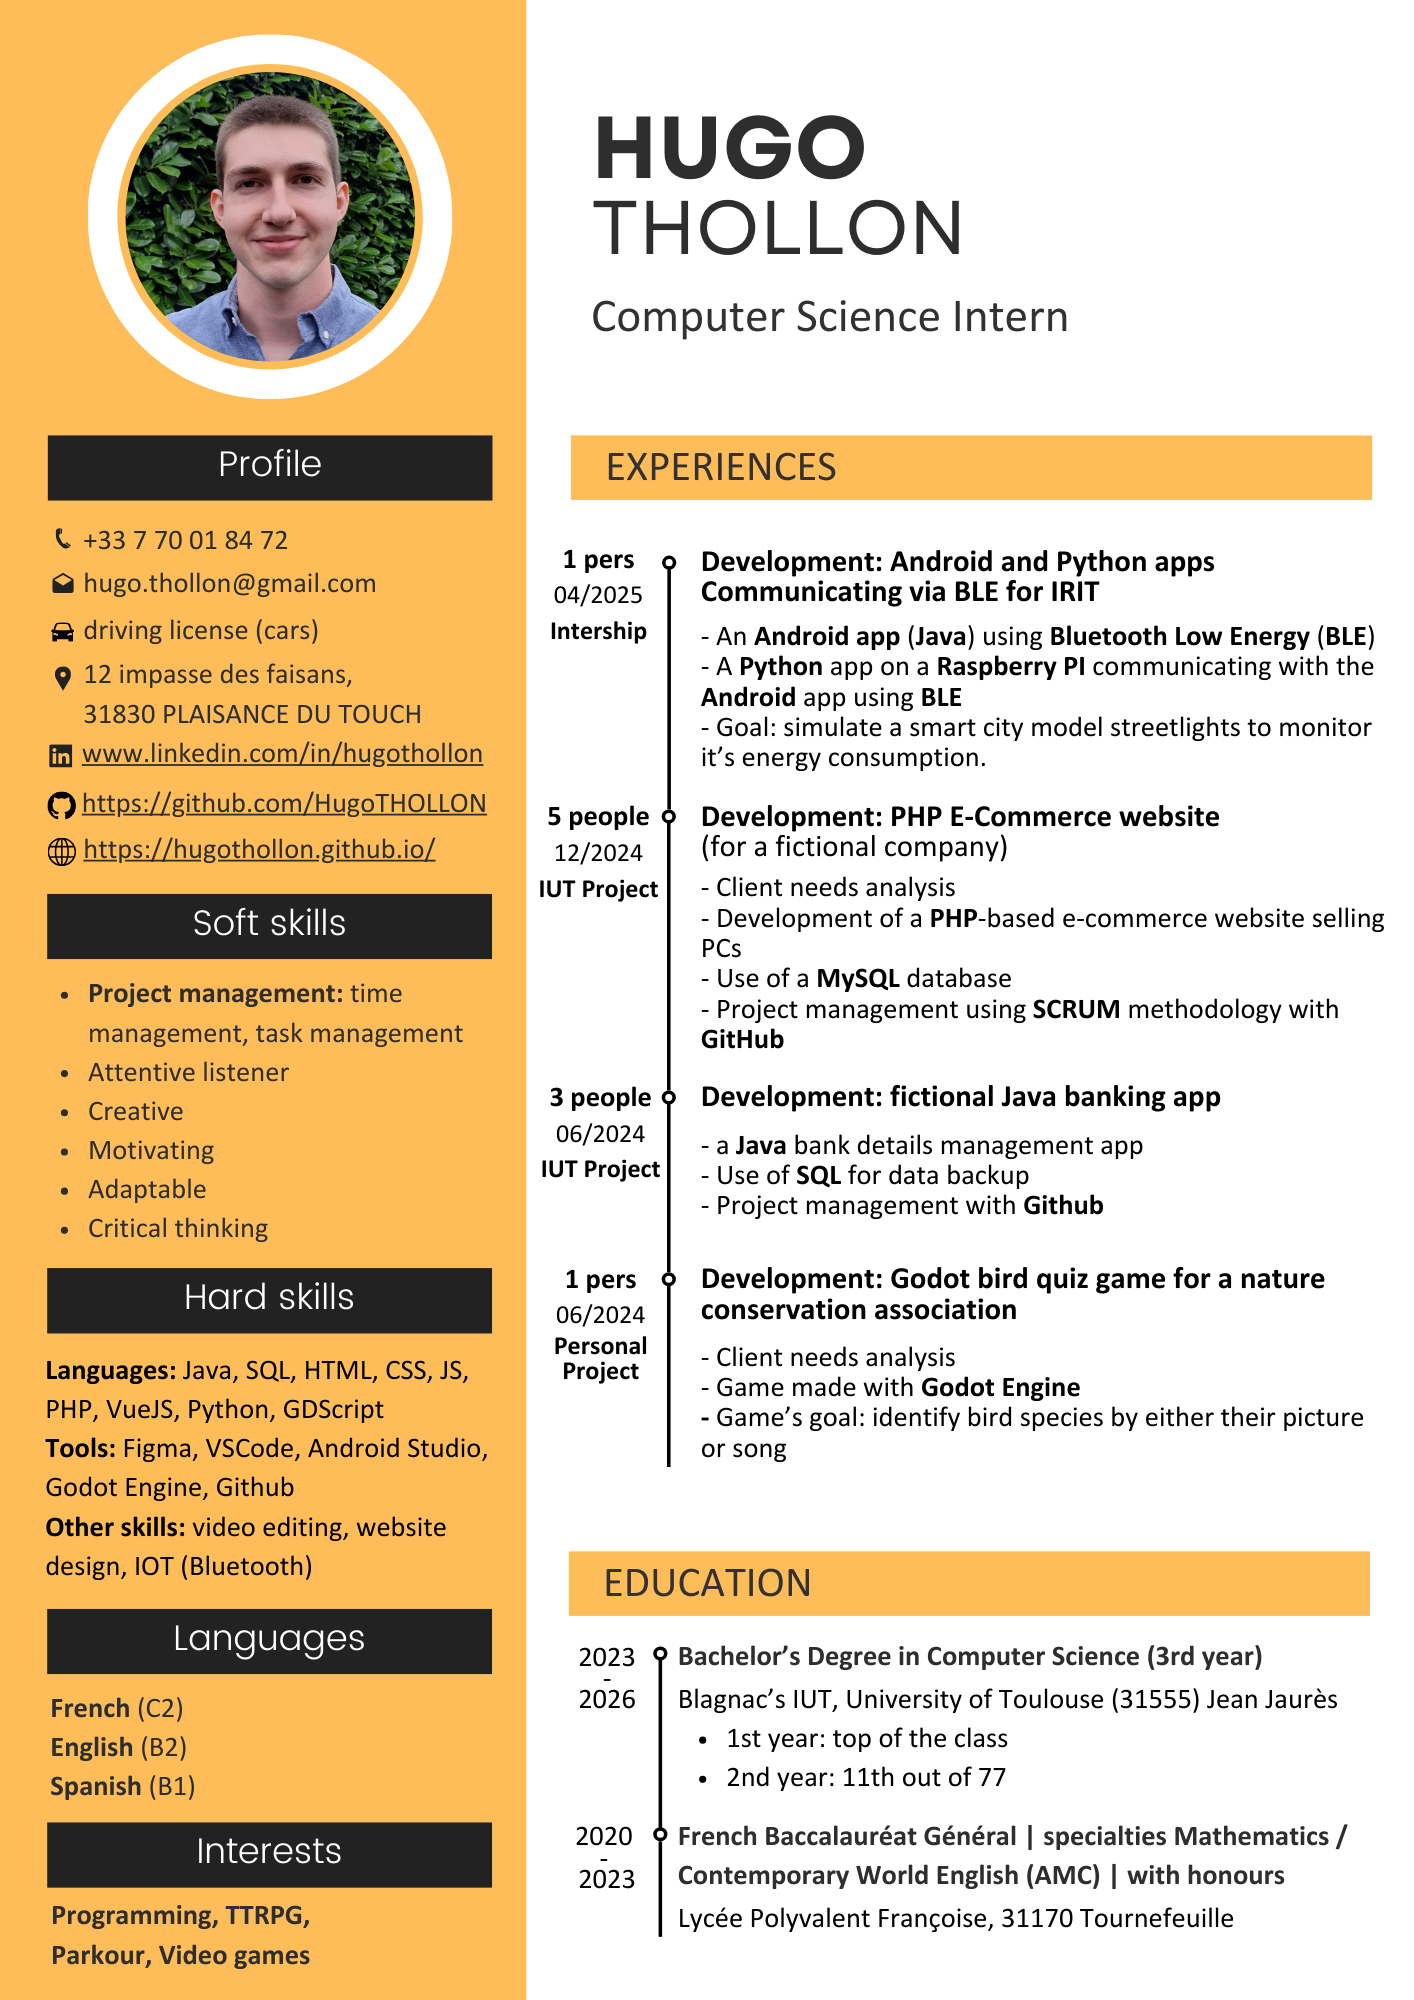 HUGO
THOLLON
Computer Science Intern
Profile
+33 7 70 01 84 72
hugo.thollon@gmail.com
driving license (cars)
12 impasse des faisans,
31830 PLAISANCE DU TOUCH
www.linkedin.com/in/hugothollon
https://github.com/HugoTHOLLON
https://hugothollon.github.io/
Soft skills
• Project management: time
management, task management
• Attentive listener
• Creative
• Motivating
• Adaptable
• Critical thinking
Hard skills
Languages: Java, SQL, HTML, CSS, JS,
PHP, VueJS, Python, GDScript
Tools: Figma, VSCode, Android Studio,
Godot Engine, Github
Other skills: video editing, website
design, IOT (Bluetooth)
Languages
French (C2)
English (B2)
Spanish (B1)
Interests
Programming, TTRPG,
Parkour, Video games
EXPERIENCES
1 pers
04/2025
Intership
Development: Android and Python apps
Communicating via BLE for IRIT
- An Android app (Java) using Bluetooth Low Energy (BLE)
- A Python app on a Raspberry PI communicating with the
Android app using BLE
- Goal: simulate a smart city model streetlights to monitor
it’s energy consumption.
5 people
12/2024
IUT Project
Development: PHP E-Commerce website
(for a fictional company)
- Client needs analysis
- Development of a PHP-based e-commerce website selling
PCs
- Use of a MySQL database
- Project management using SCRUM methodology with
GitHub
3 people
06/2024
IUT Project
Development: fictional Java banking app
- a Java bank details management app
- Use of SQL for data backup
- Project management with Github
1 pers
06/2024
Personal
Project
Development: Godot bird quiz game for a nature
conservation association
- Client needs analysis
- Game made with Godot Engine
- Game’s goal: identify bird species by either their picture
or song
EDUCATION
2023
-
2026
Bachelor’s Degree in Computer Science (3rd year)
Blagnac’s IUT, University of Toulouse (31555) Jean Jaurès
• 1st year: top of the class
• 2nd year: 11th out of 77
2020
-
2023
French Baccalauréat Général | specialties Mathematics /
Contemporary World English (AMC) | with honours
Lycée Polyvalent Françoise, 31170 Tournefeuille